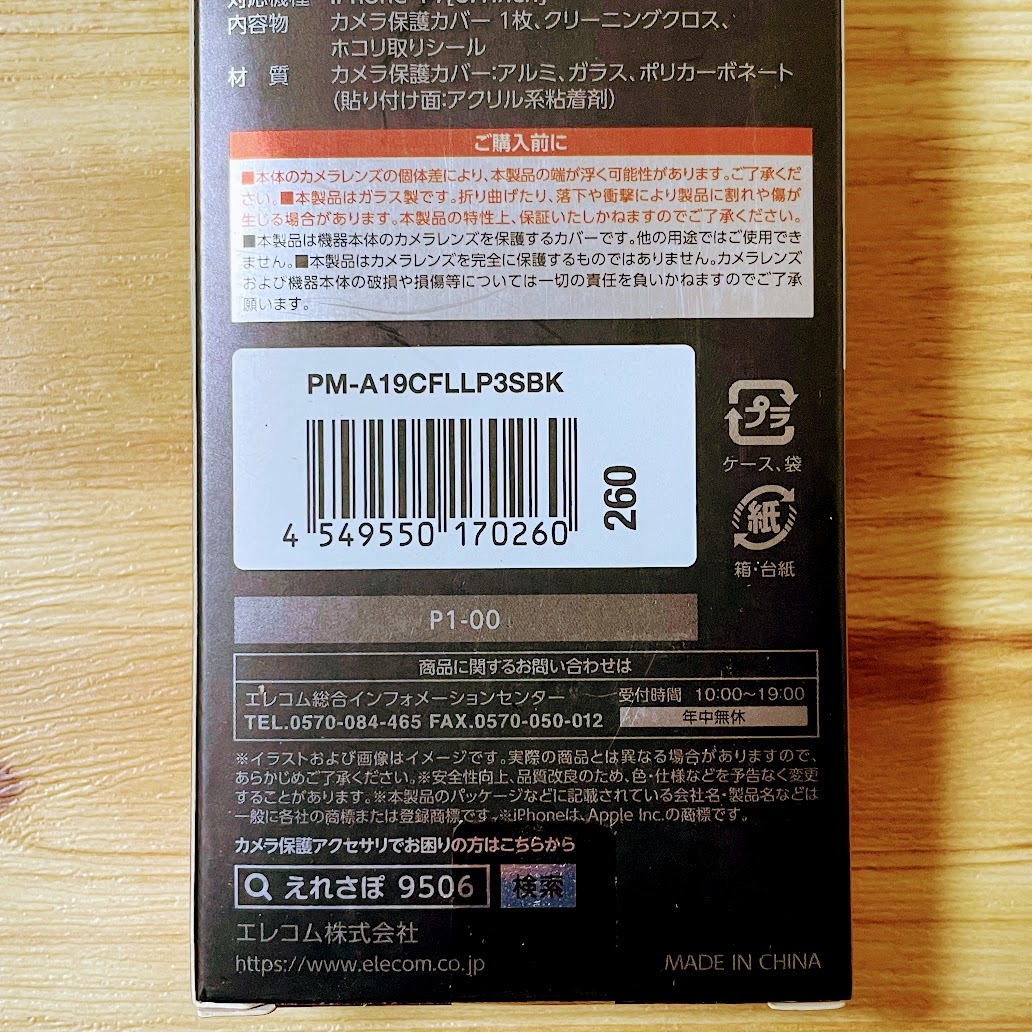 内容物 カメラ保護カバー 1枚、クリーニングクロス、
ホコリ取りシール
材 質 カメラ保護カバー:アルミ、ガラス、ポリカーボネート
(貼り付け面:アクリル系粘着剤)
ご購入前に
■本体のカメラレンズの個体差により、本製品の端が浮く可能性があります。ご了承くだ
さい。■本製品はガラス製です。折り曲げたり、落下や衝撃により製品に割れや傷が
生じる場合があります。本製品の特性上、保証いたしかねますのでご了承ください。
■本製品は機器本体のカメラレンズを保護するカバーです。他の用途ではご使用でき
ません。■本製品はカメラレンズを完全に保護するものではありません。カメラレンズ
および機器本体の破損や損傷等については一切の責任を負いかねますのでご了承
願います。
PM-A19CFLLP3SBK
4 549550 170260
260
プラ
ケース、袋
紙
箱・台紙
P1-00
商品に関するお問い合わせは
エレコム総合インフォメーションセンター 受付時間 10:00〜19:00
TEL.0570-084-465 FAX.0570-050-012 年中無休
※イラストおよび画像はイメージです。実際の商品とは異なる場合がありますので、
あらかじめご了承ください。※安全性向上、品質改良のため、色・仕様などを予告なく変更
することがあります。※本製品のパッケージなどに記載されている会社名・製品名などは
一般に各社の商標または登録商標です。※iPhoneは、Apple Inc.の商標です。
カメラ保護アクセサリでお困りの方はこちらから
えれさぽ 9506 検索
エレコム株式会社
https://www.elecom.co.jp
MADE IN CHINA